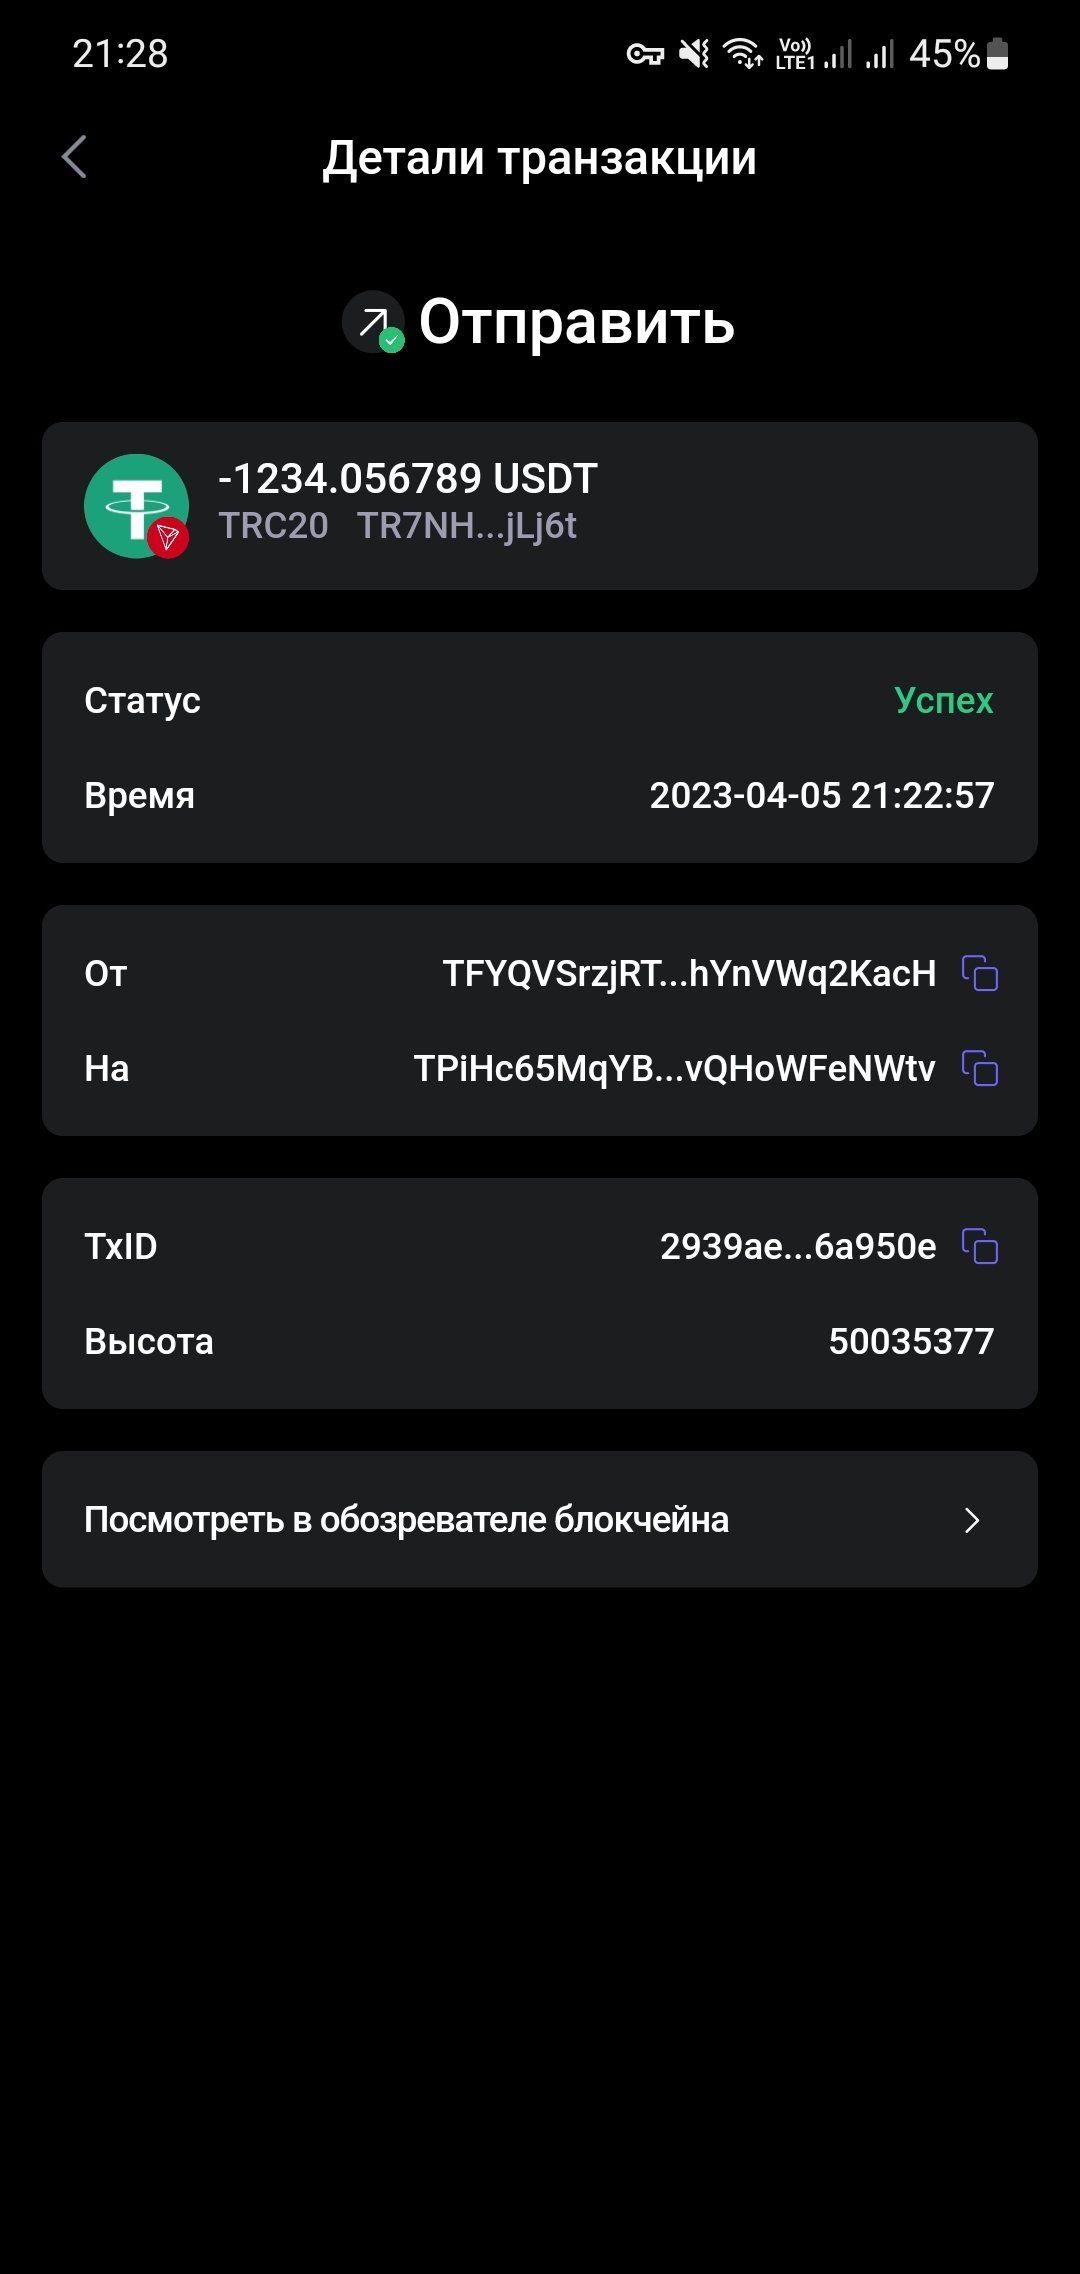 21:28
Vo)) LTE1 45%
Детали транзакции
Отправить
-1234.056789 USDT
TRC20 TR7NH...jLj6t
Статус Успех
Время 2023-04-05 21:22:57
От TFYQVSrzjRT...hYnVWq2KacH
На TPiHc65MqYB...vQHoWFeNWtv
TxID 2939ae...6a950e
Высота 50035377
Посмотреть в обозревателе блокчейна